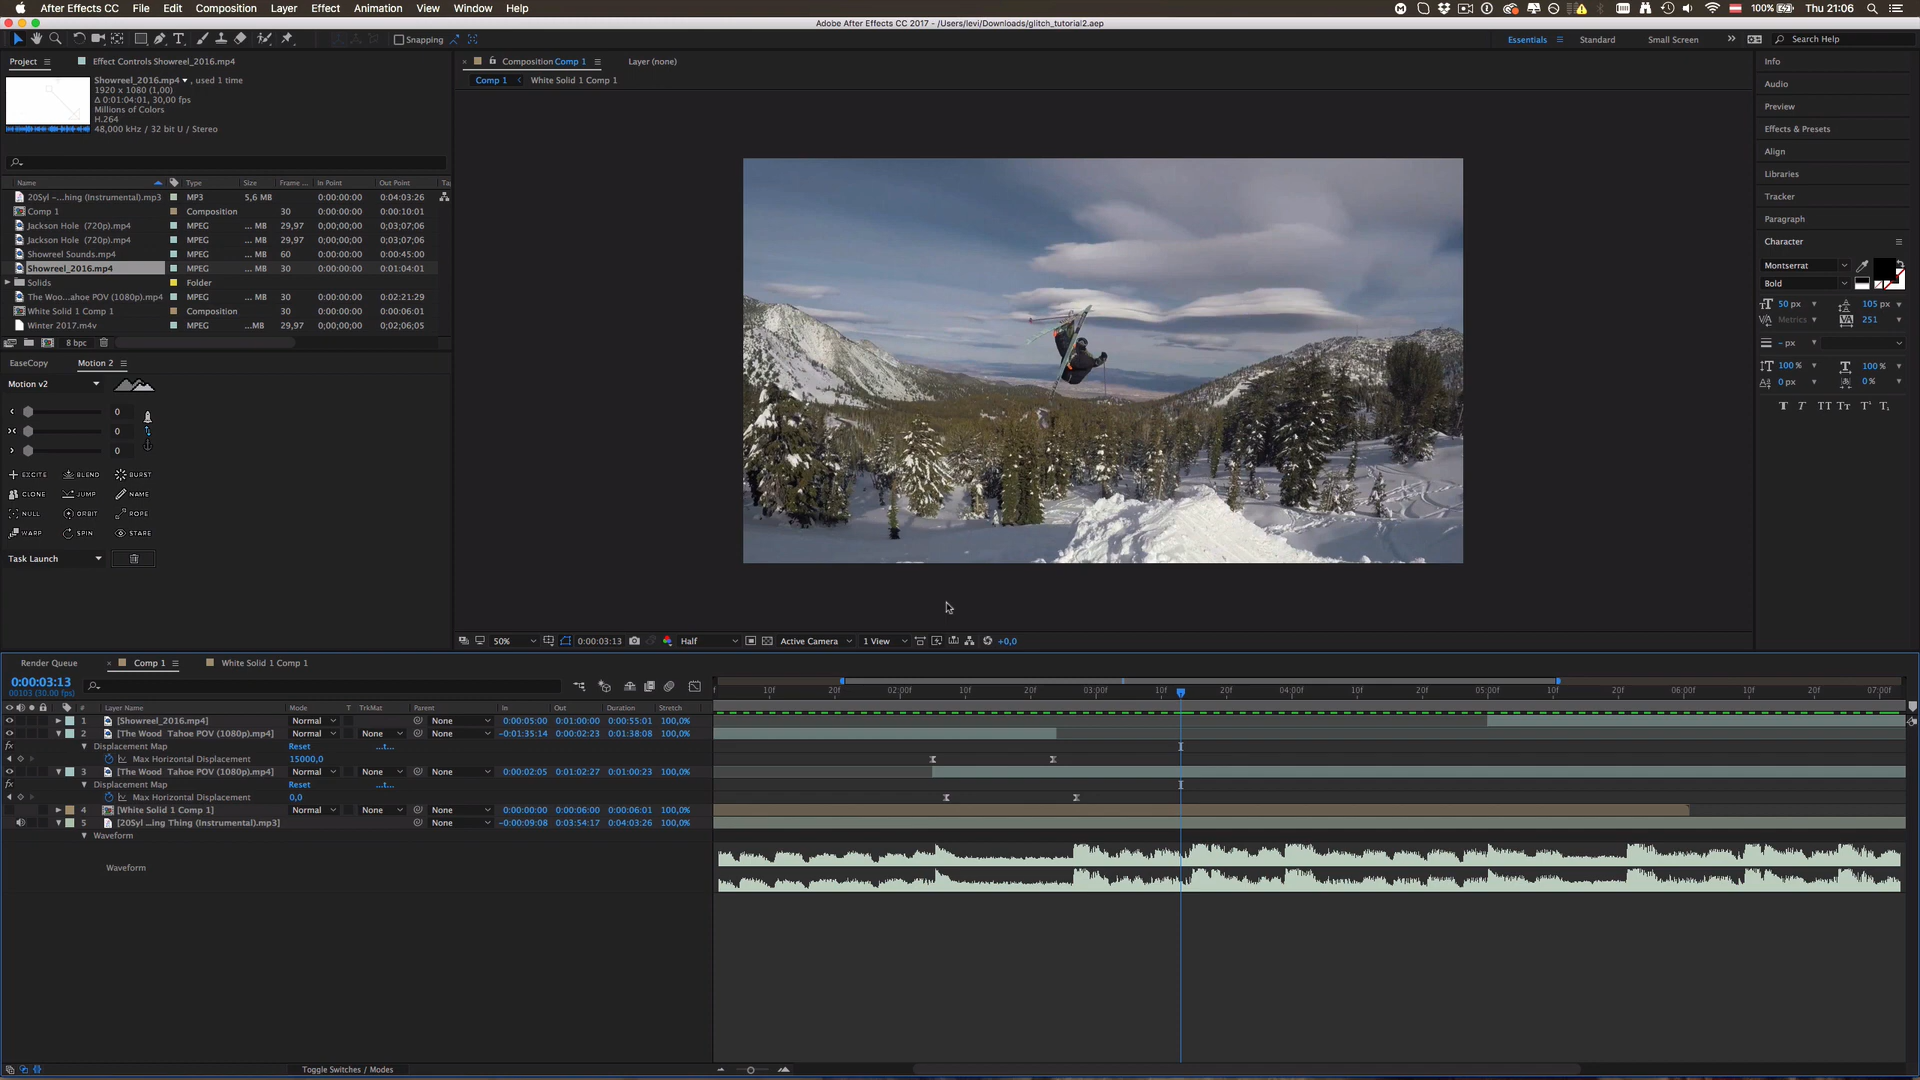 After Effects CC File Edit Composition Layer Effect Animation View Window Help 100% Thu 21:06
Adobe After Effects CC 2017 - /Users/levi/Downloads/glitch_tutorial2.aep
Snapping Essentials Standard Small Screen Search Help
Project Effect Controls Showreel_2016.mp4 Composition Comp 1 Layer (none) Info
Showreel_2016.mp4 , used 1 time Comp 1 White Solid 1 Comp 1
1920 x 1080 (1,00) Audio
Δ 0:01:04:01, 30,00 fps
Millions of Colors Preview
H.264
48,000 kHz / 32 bit U / Stereo Effects & Presets
Align
Libraries
Name Type Size Frame ... In Point Out Point
20Syl -...hing (Instrumental).mp3 MP3 5,6 MB 0:00:00:00 0:04:03:26 Tracker
Comp 1 Composition 30 0:00:00:00 0:00:10:01
Jackson Hole (720p).mp4 MPEG ... MB 29,97 0;00;00;00 0;03;07;06 Paragraph
Jackson Hole (720p).mp4 MPEG ... MB 29,97 0;00;00;00 0;03;07;06 Character
Showreel Sounds.mp4 MPEG ... MB 60 0:00:00:00 0:00:45:00
Showreel_2016.mp4 MPEG ... MB 30 0:00:00:00 0:01:04:01 Montserrat
Solids Folder Bold
The Woo...ahoe POV (1080p).mp4 MPEG ... MB 30 0:00:00:00 0:02:21:29 50 px 105 px
White Solid 1 Comp 1 Composition 30 0:00:00:00 0:00:06:01 Metrics 251
Winter 2017.m4v MPEG ...MB 29,97 0;00;00;00 0;02;06;05
8 bpc - px
EaseCopy Motion 2 100 % 100 %
Motion v2 0 px 0 %
0 T T TT Tr T T
0
0
EXCITE BLEND BURST
CLONE JUMP NAME
NULL ORBIT ROPE
WARP SPIN STARE
Task Launch
50% 0:00:03:13 Half Active Camera 1 View +0,0
Render Queue Comp 1 White Solid 1 Comp 1
0:00:03:13
00103 (30.00 fps) 10f 20f 02:00f 10f 20f 03:00f 10f 20f 04:00f 10f 20f 05:00f 10f 20f 06:00f 10f 20f 07:00f
# Layer Name Mode T TrkMat Parent In Out Duration Stretch
1 [Showreel_2016.mp4] Normal None 0:00:05:00 0:01:00:00 0:00:55:01 100,0%
2 [The Wood Tahoe POV (1080p).mp4] Normal None None -0:01:35:14 0:00:02:23 0:01:38:08 100,0%
fx Displacement Map Reset ...t...
Max Horizontal Displacement 15000,0
3 [The Wood Tahoe POV (1080p).mp4] Normal None None 0:00:02:05 0:01:02:27 0:01:00:23 100,0%
fx Displacement Map Reset ...t...
Max Horizontal Displacement 0,0
4 [White Solid 1 Comp 1] Normal None None 0:00:00:00 0:00:06:00 0:00:06:01 100,0%
5 [20Syl ...ing Thing (Instrumental).mp3] None -0:00:09:08 0:03:54:17 0:04:03:26 100,0%
Waveform
Waveform
Toggle Switches / Modes